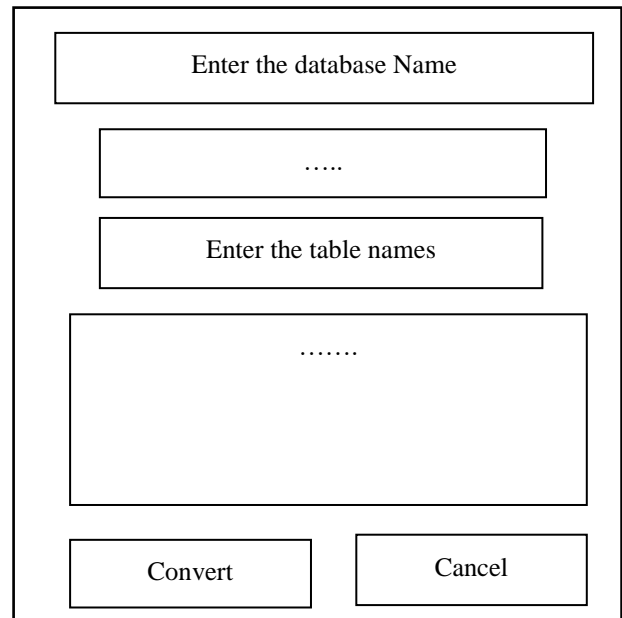 Enter the database Name
…..
Enter the table names
…….
Convert
Cancel